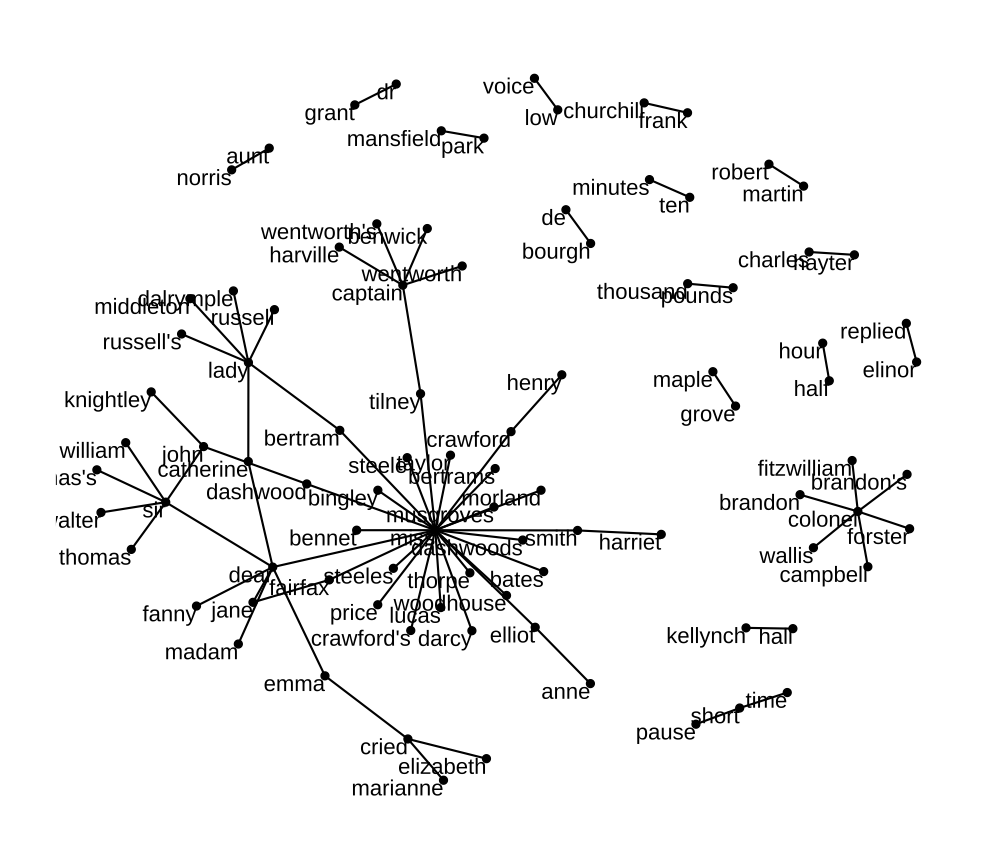 voice
dr
grant
low
churchill
frank
mansfield
park
aunt
norris
robert
minutes
martin
ten
de
wentworth's
benwick
bourgh
harville
charles
hayter
wentworth
captain
thousand
pounds
dalrymple
middleton
russell
replied
russell's
hour
lady
elinor
maple
henry
hall
knightley
tilney
grove
bertram
crawford
william
john
steele
taylor
catherine
fitzwilliam
as's
bertrams
brandon's
dashwood
bingley
morland
brandon
sir
musgroves
colonel
alter
bennet
miss
smith
harriet
forster
dashwoods
thomas
wallis
dear
fairfax
steeles
thorpe
bates
campbell
fanny
jane
price
woodhouse
lucas
crawford's
darcy
elliot
kellynch
hall
madam
emma
anne
time
short
pause
cried
elizabeth
marianne